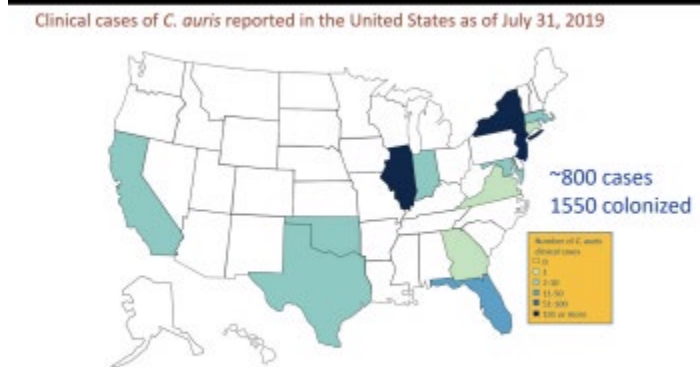 Clinical cases of C. auris reported in the United States as of July 31, 2019
~800 cases
1550 colonized
Number of C. auris
clinical cases
0
1
2-10
11-50
51-100
101 or more